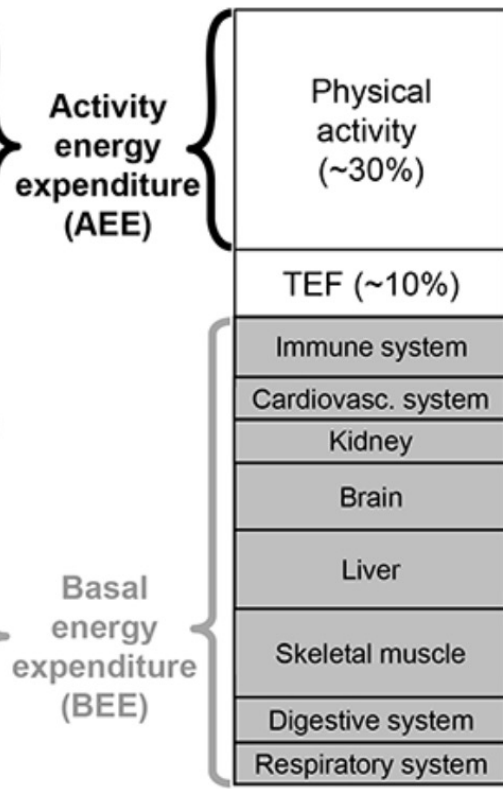 Activity
energy
expenditure
(AEE)
Physical
activity
(~30%)
TEF (~10%)
Immune system
Cardiovasc. system
Kidney
Brain
Liver
Skeletal muscle
Digestive system
Respiratory system
Basal
energy
expenditure
(BEE)